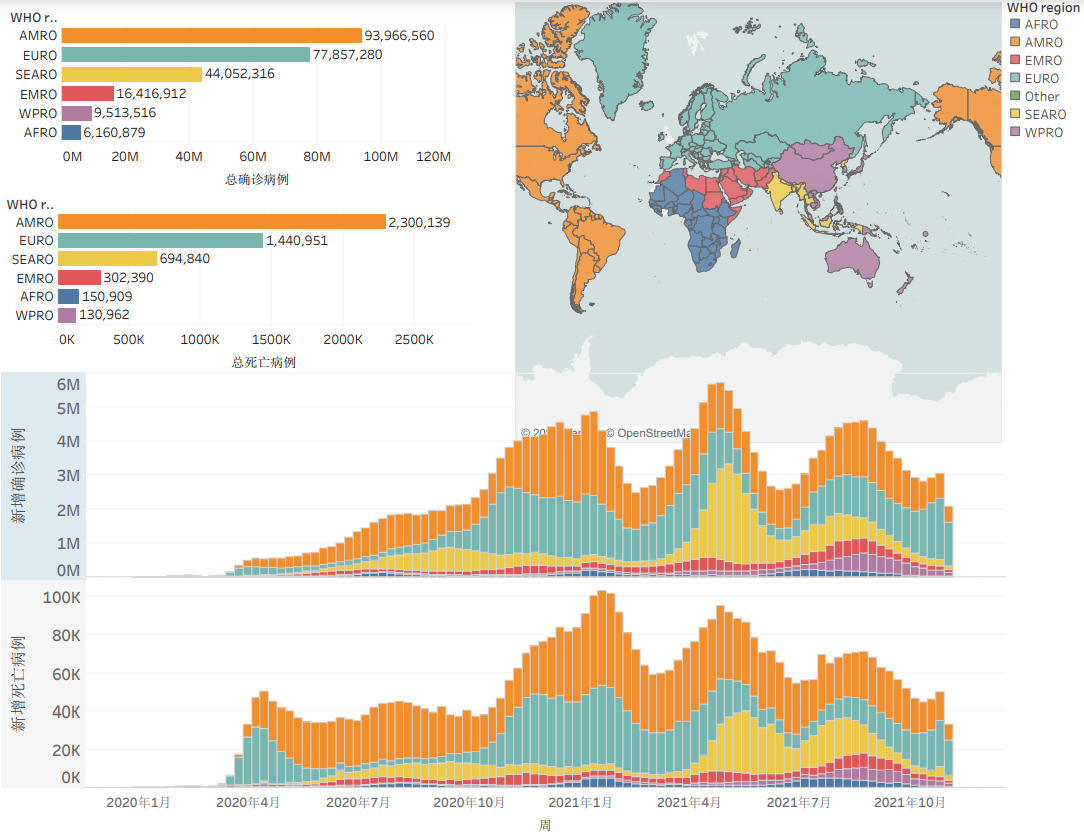 WHO r..
AMRO 93,966,560
EURO 77,857,280
SEARO 44,052,316
EMRO 16,416,912
WPRO 9,513,516
AFRO 6,160,879
0M 20M 40M 60M 80M 100M 120M
总确诊病例
WHO r..
AMRO 2,300,139
EURO 1,440,951
SEARO 694,840
EMRO 302,390
AFRO 150,909
WPRO 130,962
0K 500K 1000K 1500K 2000K 2500K
总死亡病例
WHO region
AFRO
AMRO
EMRO
EURO
Other
SEARO
WPRO
© OpenStreetMa
新增确诊病例
6M
5M
4M
3M
2M
1M
0M
新增死亡病例
100K
80K
60K
40K
20K
0K
2020年1月 2020年4月 2020年7月 2020年10月 2021年1月 2021年4月 2021年7月 2021年10月
周